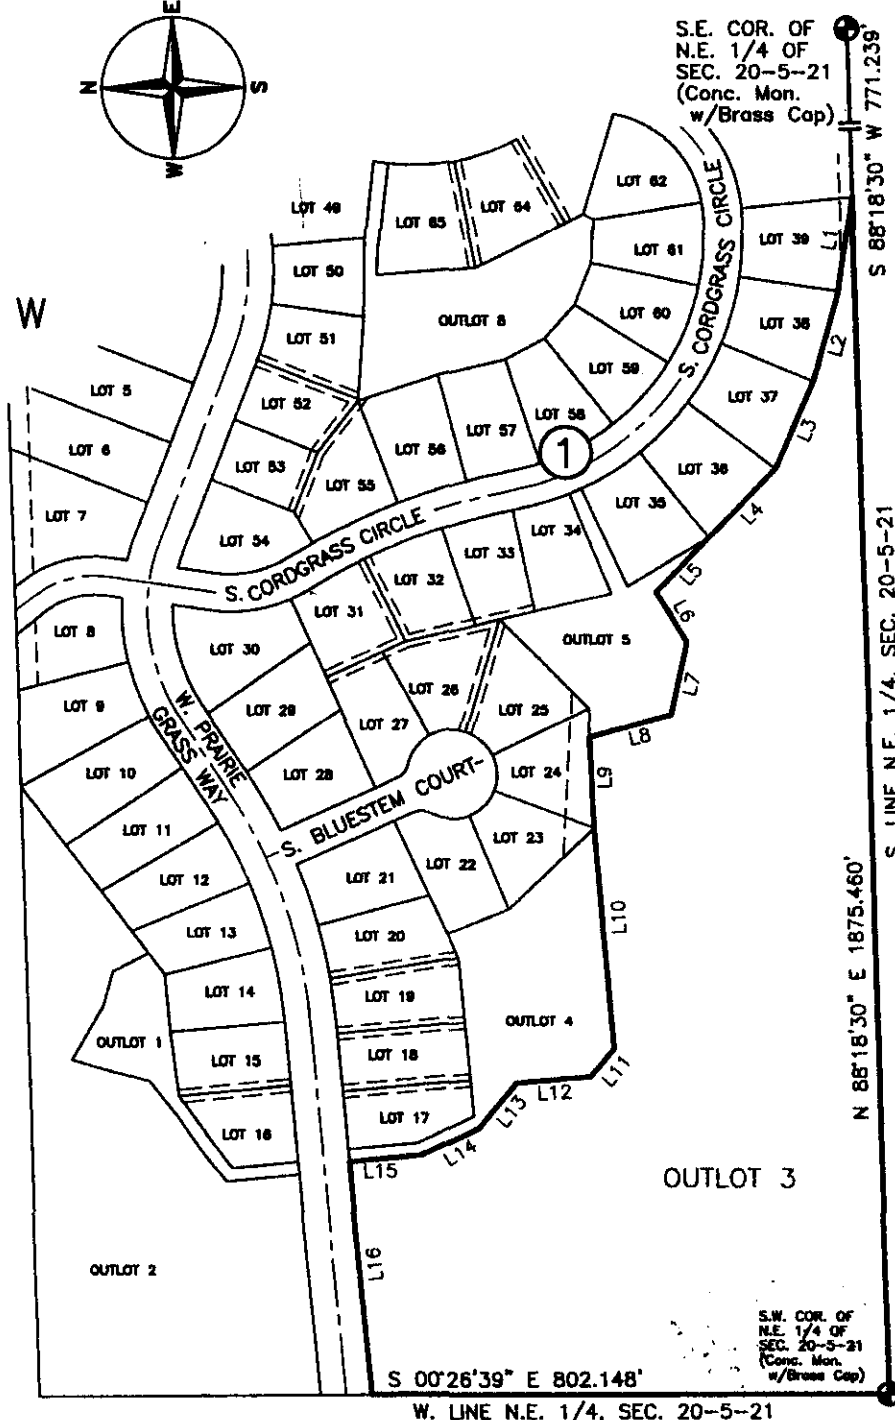 E
N
S
W
S.E. COR. OF
N.E. 1/4 OF
SEC. 20-5-21
(Conc. Mon.
w/Brass Cap)
S 88°18'30" W 771.239'
W
LOT 49
LOT 50
LOT 51
LOT 52
LOT 53
LOT 54
LOT 55
LOT 56
LOT 57
LOT 58
LOT 59
LOT 60
LOT 61
LOT 62
LOT 65
LOT 64
OUTLOT 8
LOT 39
LOT 38
LOT 37
LOT 36
LOT 35
LOT 34
LOT 33
LOT 32
LOT 31
LOT 30
LOT 29
LOT 28
LOT 27
LOT 26
LOT 25
LOT 24
LOT 23
LOT 22
LOT 21
LOT 20
LOT 19
LOT 18
LOT 17
LOT 5
LOT 6
LOT 7
LOT 8
LOT 9
LOT 10
LOT 11
LOT 12
LOT 13
LOT 14
LOT 15
LOT 16
OUTLOT 1
OUTLOT 2
OUTLOT 3
OUTLOT 4
OUTLOT 5
1
S. CORDGRASS CIRCLE
S. CORDGRASS CIRCLE
W. PRAIRIE
GRASS WAY
S. BLUESTEM COURT
L1
L2
L3
L4
L5
L6
L7
L8
L9
L10
L11
L12
L13
L14
L15
L16
N 88°18'30" E 1875.460'
S. LINE N.E. 1/4, SEC. 20-5-21
S.W. COR. OF
N.E. 1/4 OF
SEC. 20-5-21
(Conc. Mon.
w/Brass Cap)
S 00°26'39" E 802.148'
W. LINE N.E. 1/4, SEC. 20-5-21